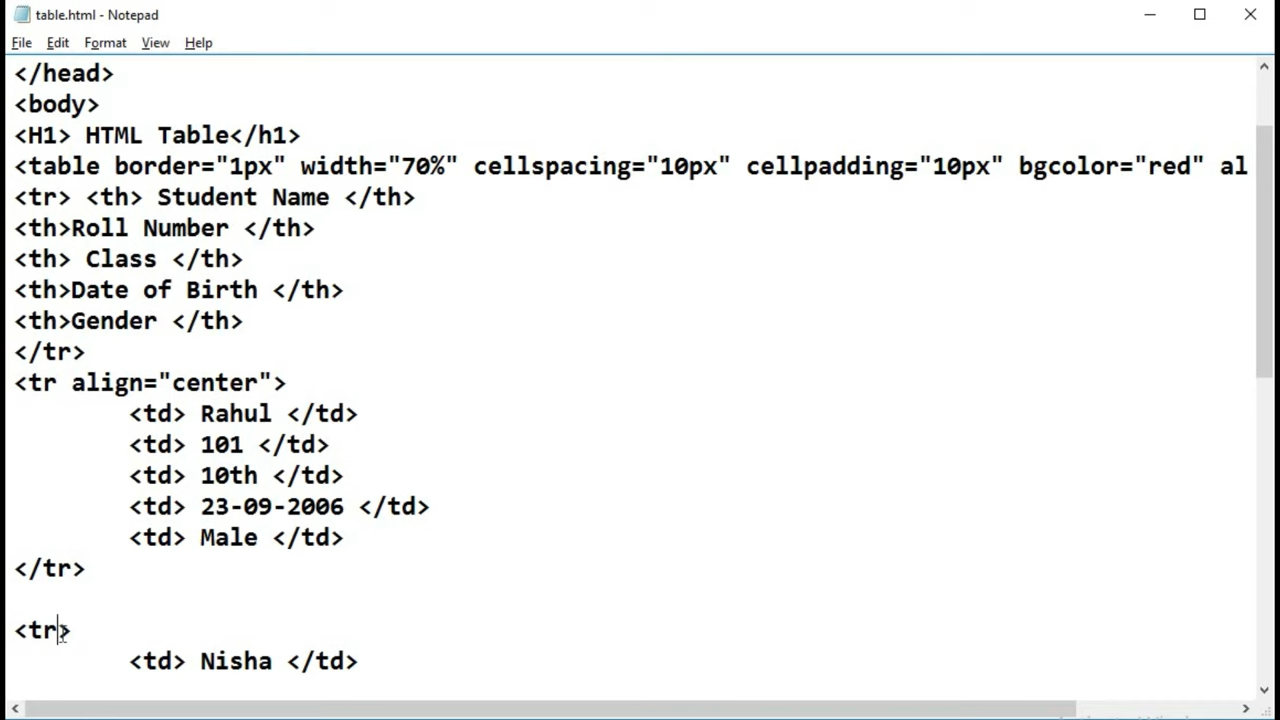 table.html - Notepad
File Edit Format View Help
</head>
<body>
<H1> HTML Table</h1>
<table border="1px" width="70%" cellspacing="10px" cellpadding="10px" bgcolor="red" al
<tr> <th> Student Name </th>
<th>Roll Number </th>
<th> Class </th>
<th>Date of Birth </th>
<th>Gender </th>
</tr>
<tr align="center">
<td> Rahul </td>
<td> 101 </td>
<td> 10th </td>
<td> 23-09-2006 </td>
<td> Male </td>
</tr>
<tr>
<td> Nisha </td>